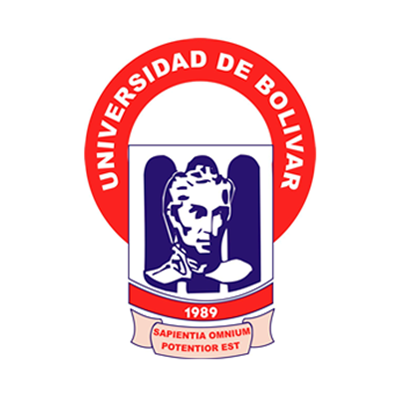 UNIVERSIDAD DE BOLIVAR
1989
SAPIENTIA OMNIUM
POTENTIOR EST